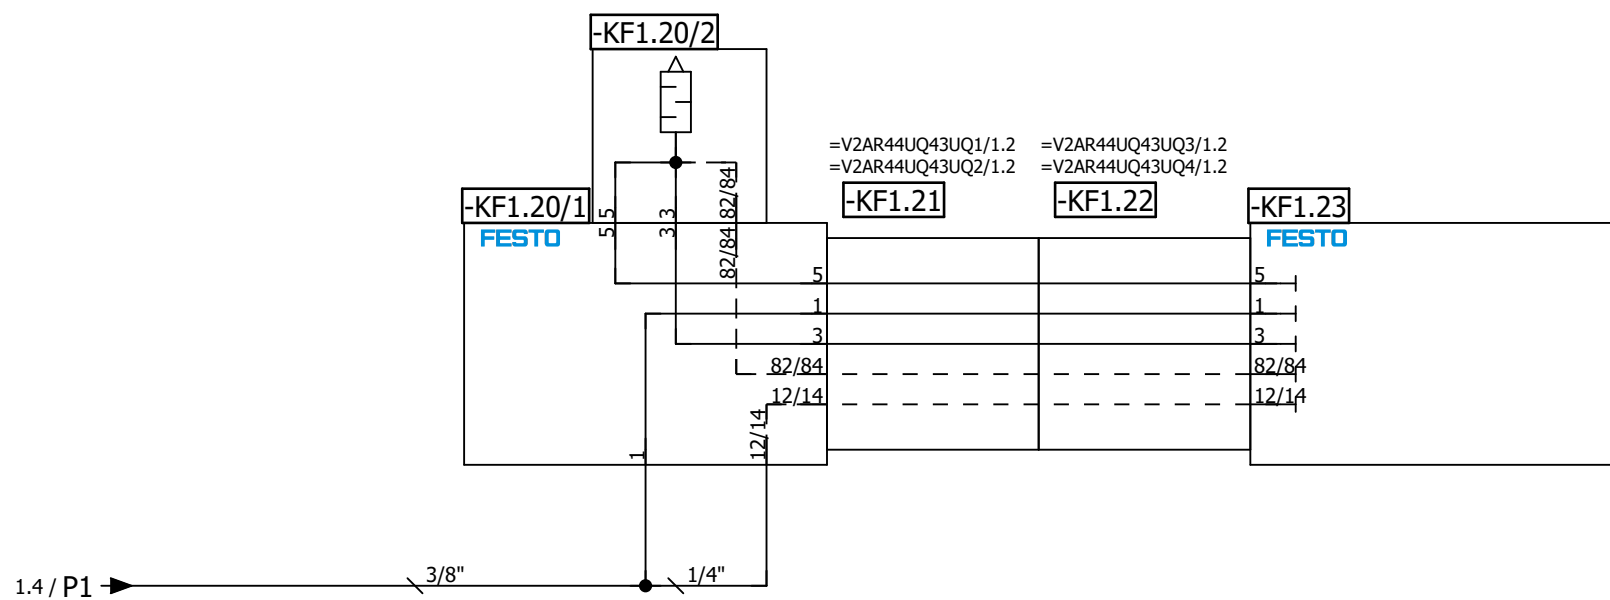 -KF1.20/2
=V2AR44UQ43UQ1/1.2 =V2AR44UQ43UQ3/1.2
=V2AR44UQ43UQ2/1.2 =V2AR44UQ43UQ4/1.2
-KF1.20/1
-KF1.21
-KF1.22
-KF1.23
5 3 82/84
5 3 82/84
FESTO
FESTO
5 5
1 1
3 3
82/84 82/84
12/14 12/14
1 12/14
3/8" 1/4"
1.4 / P1